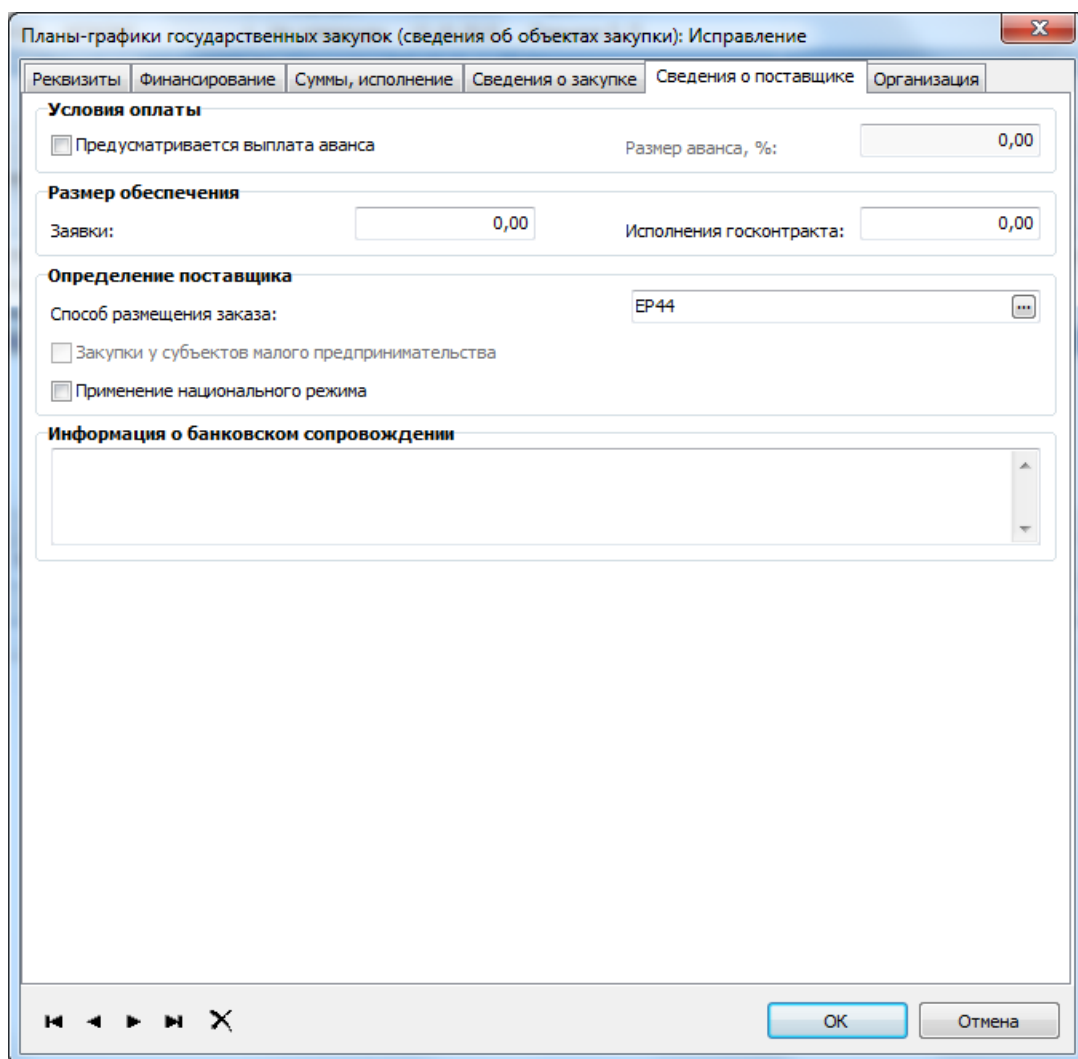 Планы-графики государственных закупок (сведения об объектах закупки): Исправление
Реквизиты Финансирование Суммы, исполнение Сведения о закупке Сведения о поставщике Организация
Условия оплаты
Предусматривается выплата аванса Размер аванса, %: 0,00
Размер обеспечения
Заявки: 0,00 Исполнения госконтракта: 0,00
Определение поставщика
Способ размещения заказа: EP44
Закупки у субъектов малого предпринимательства
Применение национального режима
Информация о банковском сопровождении
ОК Отмена